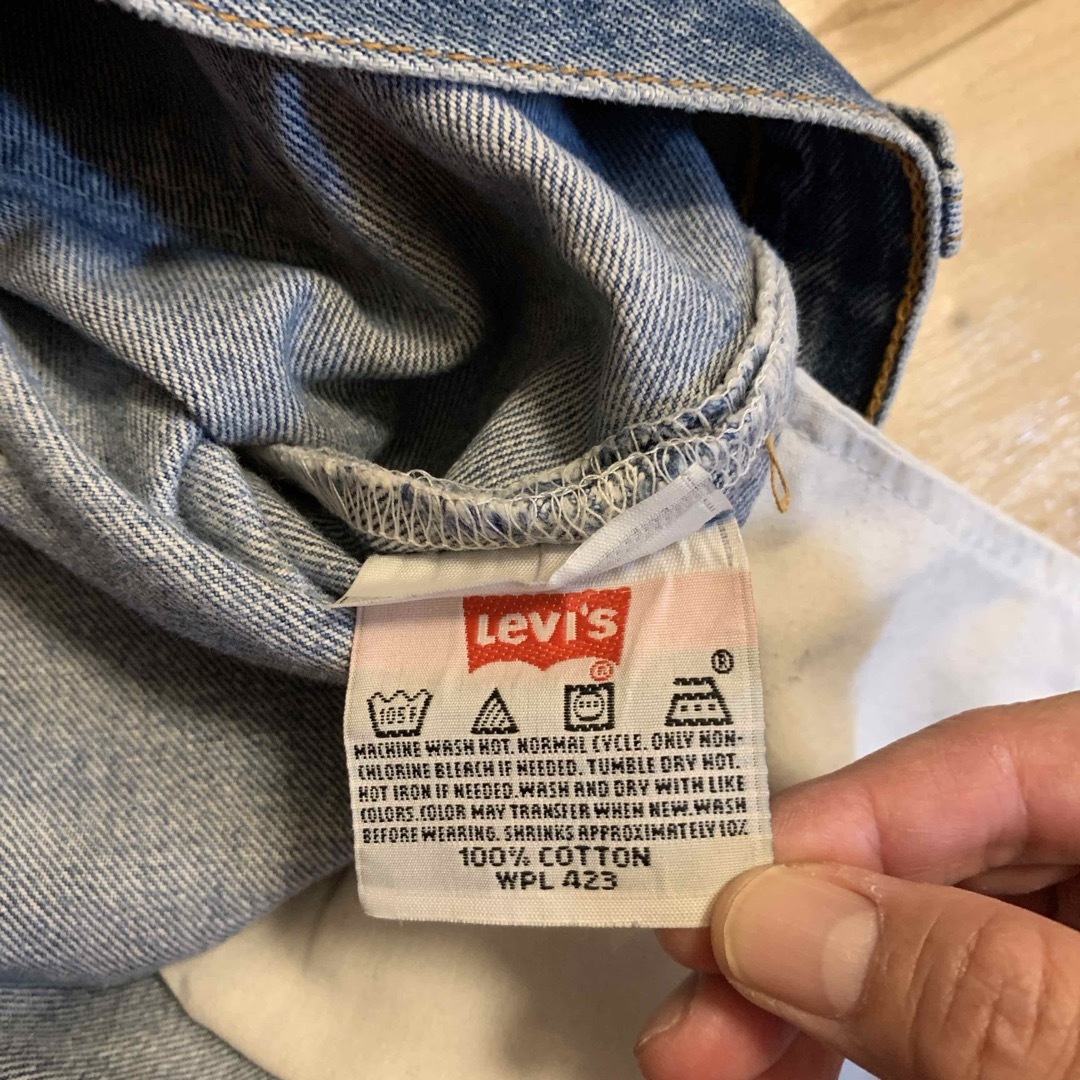 Levi's
®
®
105F
MACHINE WASH HOT. NORMAL CYCLE. ONLY NON-
CHLORINE BLEACH IF NEEDED. TUMBLE DRY HOT.
HOT IRON IF NEEDED. WASH AND DRY WITH LIKE
COLORS. COLOR MAY TRANSFER WHEN NEW. WASH
BEFORE WEARING. SHRINKS APPROXIMATELY 10%
100% COTTON
WPL 423